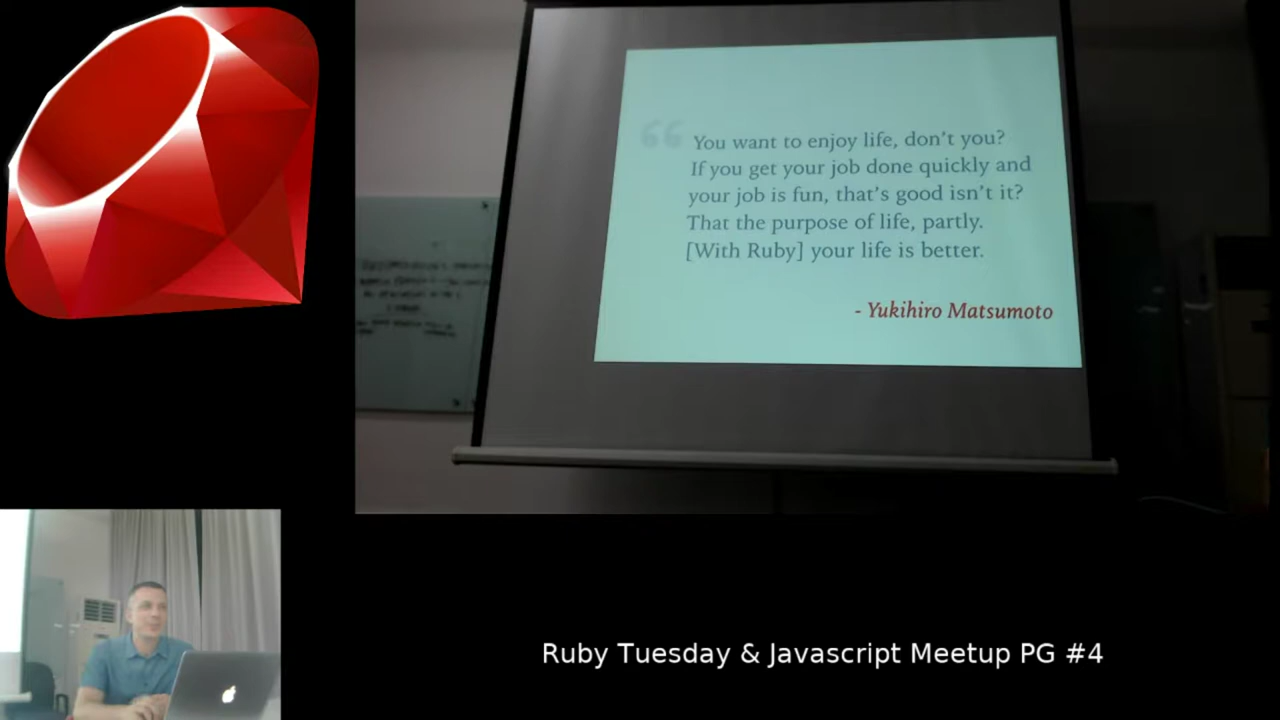 “ You want to enjoy life, don’t you?
If you get your job done quickly and
your job is fun, that’s good isn’t it?
That the purpose of life, partly.
[With Ruby] your life is better.
- Yukihiro Matsumoto
Ruby Tuesday & Javascript Meetup PG #4